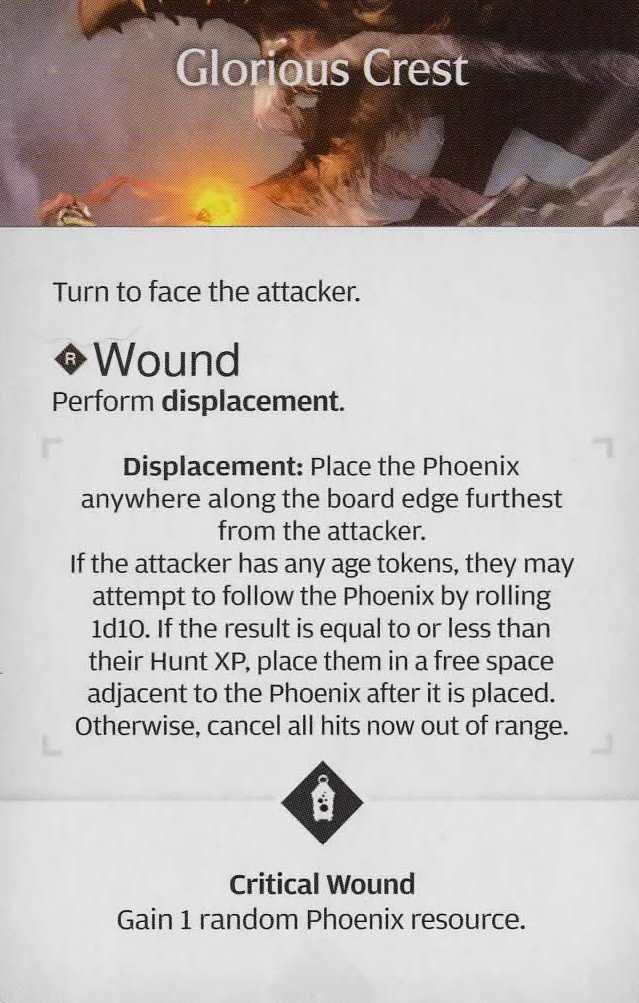 Glorious Crest
Turn to face the attacker.
R Wound
Perform displacement.
Displacement: Place the Phoenix
anywhere along the board edge furthest
from the attacker.
If the attacker has any age tokens, they may
attempt to follow the Phoenix by rolling
1d10. If the result is equal to or less than
their Hunt XP, place them in a free space
adjacent to the Phoenix after it is placed.
Otherwise, cancel all hits now out of range.
Critical Wound
Gain 1 random Phoenix resource.